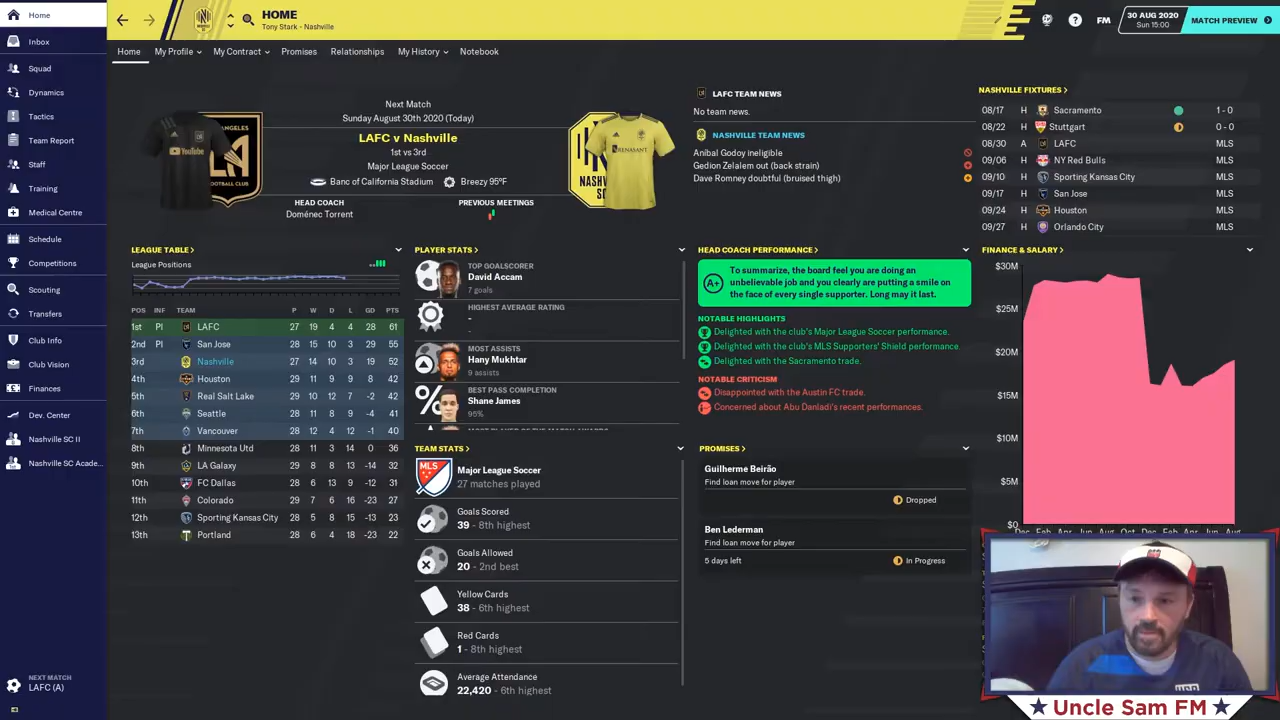 Home
Inbox
Squad
Dynamics
Tactics
Team Report
Staff
Training
Medical Centre
Schedule
Competitions
Scouting
Transfers
Club Info
Club Vision
Finances
Dev. Center
Nashville SC II
Nashville SC Acade...
NEXT MATCH
LAFC (A)
HOME
Tony Stark - Nashville
FM
30 AUG 2020
Sun 15:00
MATCH PREVIEW
Home
My Profile
My Contract
Promises
Relationships
My History
Notebook
Next Match
Sunday August 30th 2020 (Today)
LAFC v Nashville
1st vs 3rd
Major League Soccer
Banc of California Stadium
Breezy 95°F
HEAD COACH
Doménec Torrent
PREVIOUS MEETINGS
YouTube
RENASANT
LAFC TEAM NEWS
No team news.
NASHVILLE TEAM NEWS
Aníbal Godoy ineligible
Gedion Zelalem out (back strain)
Dave Romney doubtful (bruised thigh)
NASHVILLE FIXTURES >
08/17 H Sacramento 1 - 0
08/22 H Stuttgart 0 - 0
08/30 A LAFC MLS
09/06 H NY Red Bulls MLS
09/10 H Sporting Kansas City MLS
09/17 H San Jose MLS
09/24 H Houston MLS
09/27 H Orlando City MLS
LEAGUE TABLE >
League Positions
POS INF TEAM P W D L GD PTS
1st PI LAFC 27 19 4 4 28 61
2nd PI San Jose 28 15 10 3 29 55
3rd Nashville 27 14 10 3 19 52
4th Houston 29 11 9 9 8 42
5th Real Salt Lake 29 10 12 7 -2 42
6th Seattle 28 11 8 9 -4 41
7th Vancouver 28 12 4 12 -1 40
8th Minnesota Utd 28 11 3 14 0 36
9th LA Galaxy 29 8 8 13 -14 32
10th FC Dallas 28 6 13 9 -12 31
11th Colorado 29 7 6 16 -23 27
12th Sporting Kansas City 28 5 8 15 -13 23
13th Portland 28 6 4 18 -23 22
PLAYER STATS >
TOP GOALSCORER
David Accam
7 goals
HIGHEST AVERAGE RATING
-
-
MOST ASSISTS
Hany Mukhtar
9 assists
BEST PASS COMPLETION
Shane James
95%
TEAM STATS >
MLS
Major League Soccer
27 matches played
Goals Scored
39 - 8th highest
Goals Allowed
20 - 2nd best
Yellow Cards
38 - 6th highest
Red Cards
1 - 8th highest
Average Attendance
22,420 - 6th highest
HEAD COACH PERFORMANCE >
A+
To summarize, the board feel you are doing an
unbelievable job and you clearly are putting a smile on
the face of every single supporter. Long may it last.
NOTABLE HIGHLIGHTS
Delighted with the club's Major League Soccer performance.
Delighted with the club's MLS Supporters' Shield performance.
Delighted with the Sacramento trade.
NOTABLE CRITICISM
Disappointed with the Austin FC trade.
Concerned about Abu Danladi's recent performances.
PROMISES >
Guilherme Beirão
Find loan move for player
Dropped
Ben Lederman
Find loan move for player
5 days left
In Progress
FINANCE & SALARY >
$30M
$25M
$20M
$15M
$10M
$5M
$0
Dec Feb Apr Jun Aug Oct Dec Feb Apr Jun Aug
★ Uncle Sam FM ★